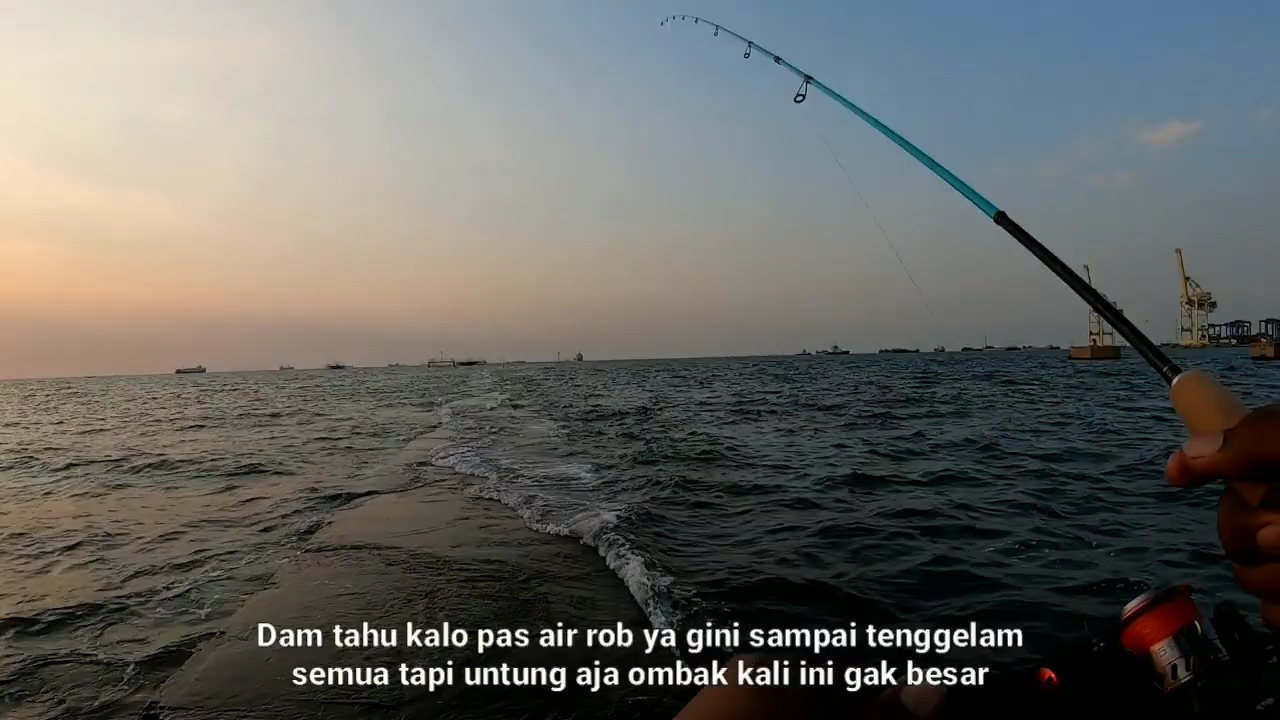 Dam tahu kalo pas air rob ya gini sampai tenggelam
semua tapi untung aja ombak kali ini gak besar